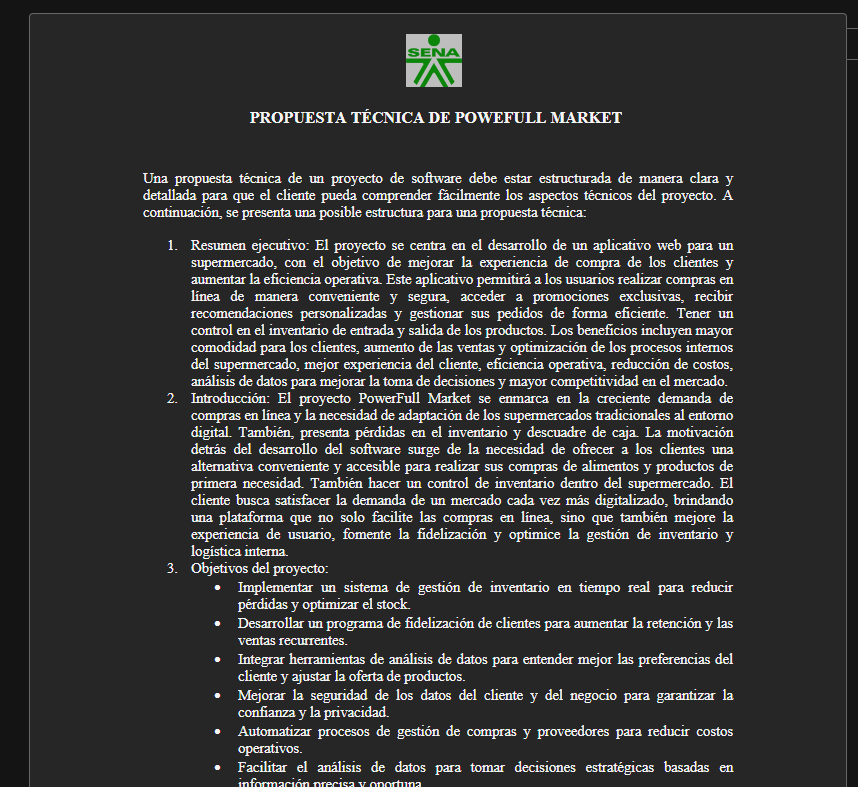 SENA
PROPUESTA TÉCNICA DE POWEFULL MARKET
Una propuesta técnica de un proyecto de software debe estar estructurada de manera clara y
detallada para que el cliente pueda comprender fácilmente los aspectos técnicos del proyecto. A
continuación, se presenta una posible estructura para una propuesta técnica:
1. Resumen ejecutivo: El proyecto se centra en el desarrollo de un aplicativo web para un
supermercado, con el objetivo de mejorar la experiencia de compra de los clientes y
aumentar la eficiencia operativa. Este aplicativo permitirá a los usuarios realizar compras en
línea de manera conveniente y segura, acceder a promociones exclusivas, recibir
recomendaciones personalizadas y gestionar sus pedidos de forma eficiente. Tener un
control en el inventario de entrada y salida de los productos. Los beneficios incluyen mayor
comodidad para los clientes, aumento de las ventas y optimización de los procesos internos
del supermercado, mejor experiencia del cliente, eficiencia operativa, reducción de costos,
análisis de datos para mejorar la toma de decisiones y mayor competitividad en el mercado.
2. Introducción: El proyecto PowerFull Market se enmarca en la creciente demanda de
compras en línea y la necesidad de adaptación de los supermercados tradicionales al entorno
digital. También, presenta pérdidas en el inventario y descuadre de caja. La motivación
detrás del desarrollo del software surge de la necesidad de ofrecer a los clientes una
alternativa conveniente y accesible para realizar sus compras de alimentos y productos de
primera necesidad. También hacer un control de inventario dentro del supermercado. El
cliente busca satisfacer la demanda de un mercado cada vez más digitalizado, brindando
una plataforma que no solo facilite las compras en línea, sino que también mejore la
experiencia de usuario, fomente la fidelización y optimice la gestión de inventario y
logística interna.
3. Objetivos del proyecto:
• Implementar un sistema de gestión de inventario en tiempo real para reducir
pérdidas y optimizar el stock.
• Desarrollar un programa de fidelización de clientes para aumentar la retención y las
ventas recurrentes.
• Integrar herramientas de análisis de datos para entender mejor las preferencias del
cliente y ajustar la oferta de productos.
• Mejorar la seguridad de los datos del cliente y del negocio para garantizar la
confianza y la privacidad.
• Automatizar procesos de gestión de compras y proveedores para reducir costos
operativos.
• Facilitar el análisis de datos para tomar decisiones estratégicas basadas en
información precisa y oportuna.